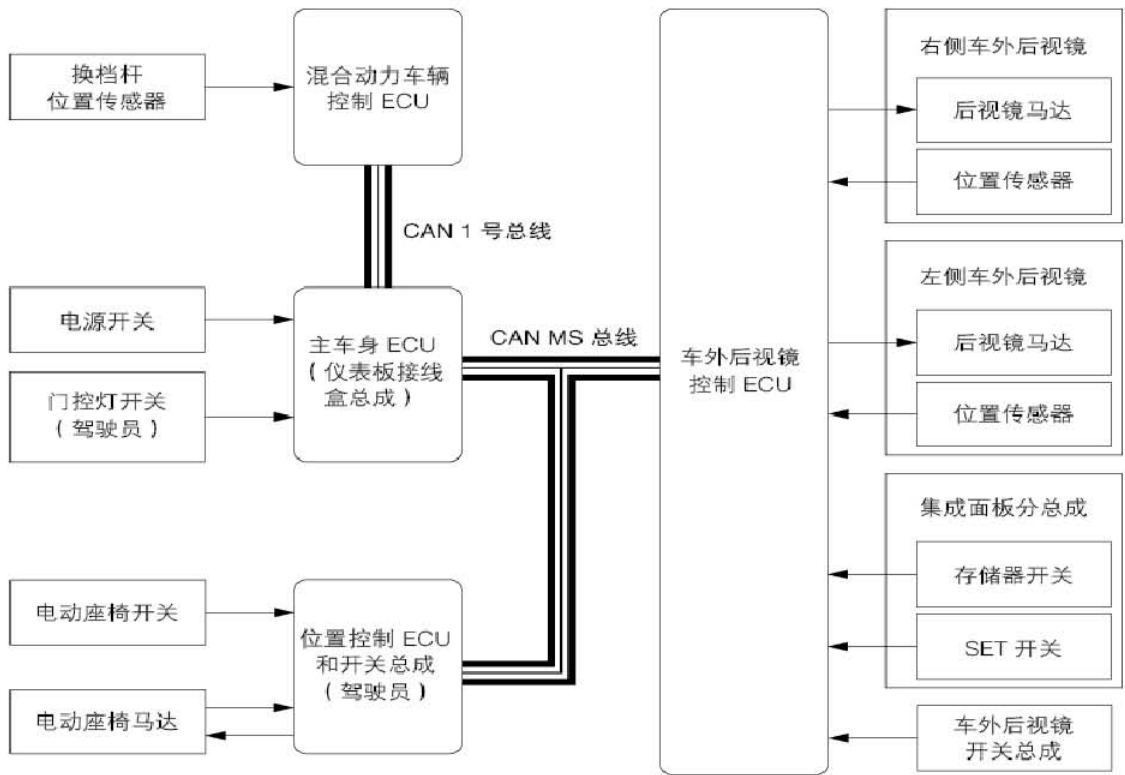 换档杆
位置传感器
混合动力车辆
控制 ECU
CAN 1 号总线
电源开关
门控灯开关
（驾驶员）
主车身 ECU
（仪表板接线
盒总成）
CAN MS 总线
电动座椅开关
电动座椅马达
位置控制 ECU
和开关总成
（驾驶员）
车外后视镜
控制 ECU
右侧车外后视镜
后视镜马达
位置传感器
左侧车外后视镜
后视镜马达
位置传感器
集成面板分总成
存储器开关
SET 开关
车外后视镜
开关总成